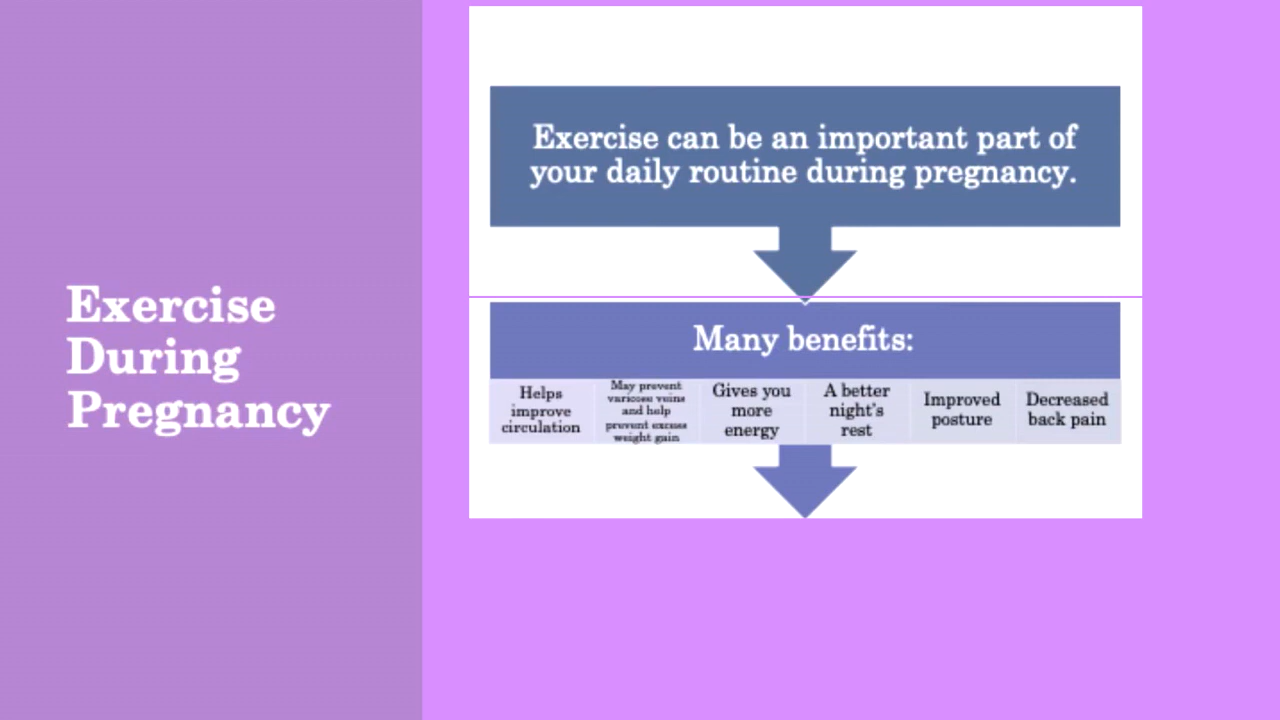 Exercise
During
Pregnancy
Exercise can be an important part of
your daily routine during pregnancy.
Many benefits:
Helps
improve
circulation
May prevent
varicose veins
and help
prevent excess
weight gain
Gives you
more
energy
A better
night's
rest
Improved
posture
Decreased
back pain